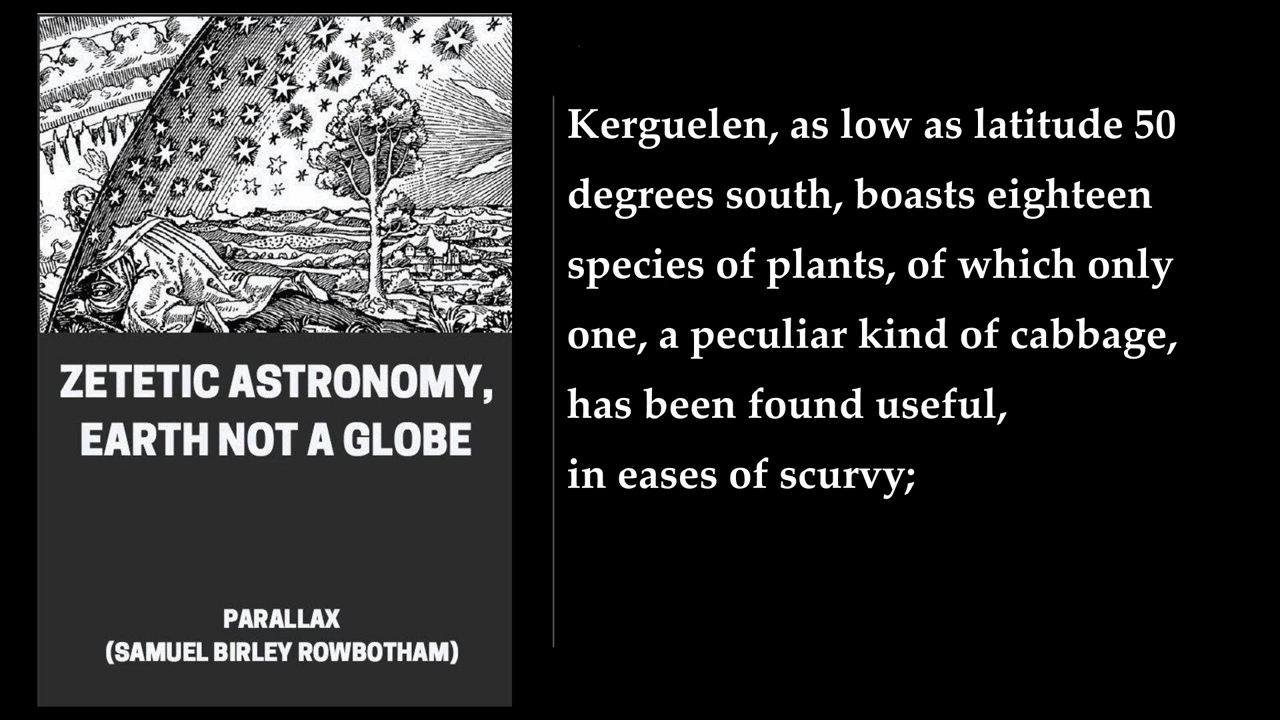 ZETETIC ASTRONOMY,
EARTH NOT A GLOBE
PARALLAX
(SAMUEL BIRLEY ROWBOTHAM)
Kerguelen, as low as latitude 50
degrees south, boasts eighteen
species of plants, of which only
one, a peculiar kind of cabbage,
has been found useful,
in eases of scurvy;